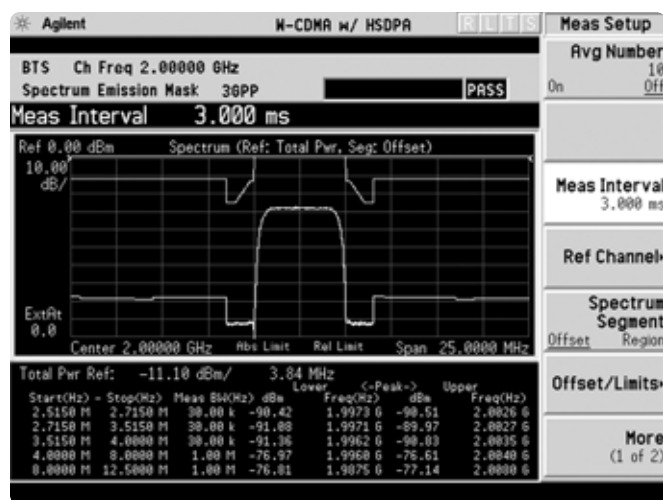 Agilent W-CDMA w/ HSDPA R L T S Meas Setup
BTS Ch Freq 2.00000 GHz
Spectrum Emission Mask 3GPP PASS
Meas Interval 3.000 ms
Ref 0.00 dBm Spectrum (Ref: Total Pwr, Seg: Offset)
10.00
dB/
ExtAt
0.0
Center 2.00000 GHz Abs Limit Rel Limit Span 25.0000 MHz
Total Pwr Ref: -11.10 dBm/ 3.84 MHz
Lower <-Peak-> Upper
Start(Hz) - Stop(Hz) Meas BW(Hz) dBm Freq(Hz) dBm Freq(Hz)
2.5150 M 2.7150 M 30.00 k -90.42 1.9973 G -90.51 2.0026 G
2.7150 M 3.5150 M 30.00 k -91.08 1.9971 G -89.97 2.0027 G
3.5150 M 4.0000 M 30.00 k -91.36 1.9962 G -90.83 2.0035 G
4.0000 M 8.0000 M 1.00 M -76.97 1.9960 G -76.61 2.0040 G
8.0000 M 12.5000 M 1.00 M -76.81 1.9875 G -77.14 2.0080 G
Avg Number
10
On Off
Meas Interval
3.000 ms
Ref Channel
Spectrum
Segment
Offset Region
Offset/Limits
More
(1 of 2)